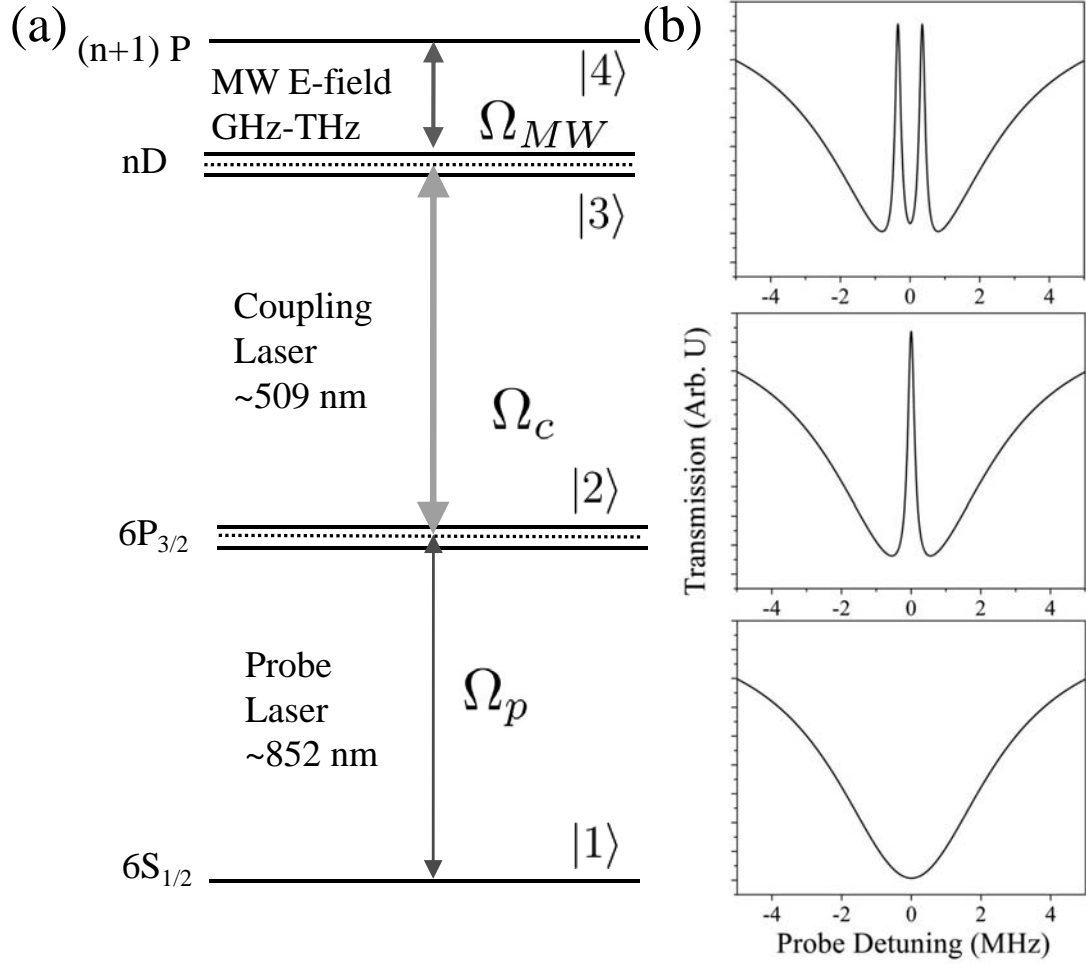 (a)
(n+1) P
|4⟩
MW E-field
GHz-THz
Ω_MW
nD
|3⟩
Coupling
Laser
~509 nm
Ω_c
|2⟩
6P_3/2
Probe
Laser
~852 nm
Ω_p
|1⟩
6S_1/2
(b)
-4 -2 0 2 4
Transmission (Arb. U)
-4 -2 0 2 4
-4 -2 0 2 4
Probe Detuning (MHz)